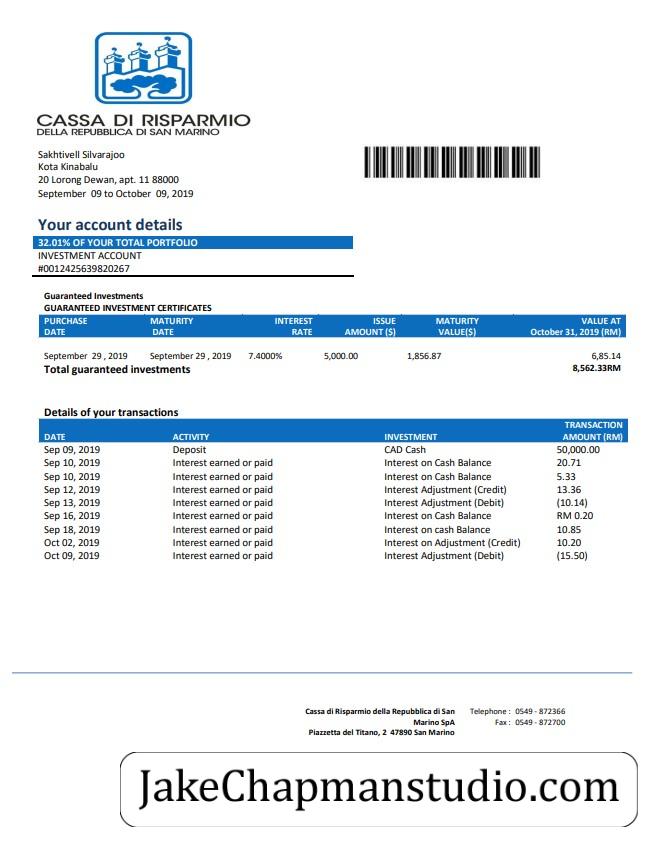 CASSA DI RISPARMIO
DELLA REPUBBLICA DI SAN MARINO
Sakhtivell Silvarajoo
Kota Kinabalu
20 Lorong Dewan, apt. 11 88000
September 09 to October 09, 2019
Your account details
32.01% OF YOUR TOTAL PORTFOLIO
INVESTMENT ACCOUNT
#0012425639820267
Guaranteed Investments
GUARANTEED INVESTMENT CERTIFICATES
PURCHASE MATURITY INTEREST ISSUE MATURITY VALUE AT
DATE DATE RATE AMOUNT ($) VALUE($) October 31, 2019 (RM)
September 29 , 2019 September 29 , 2019 7.4000% 5,000.00 1,856.87 6,85.14
Total guaranteed investments 8,562.33RM
Details of your transactions
TRANSACTION
DATE ACTIVITY INVESTMENT AMOUNT (RM)
Sep 09, 2019 Deposit CAD Cash 50,000.00
Sep 10, 2019 Interest earned or paid Interest on Cash Balance 20.71
Sep 10, 2019 Interest earned or paid Interest on Cash Balance 5.33
Sep 12, 2019 Interest earned or paid Interest Adjustment (Credit) 13.36
Sep 13, 2019 Interest earned or paid Interest Adjustment (Debit) (10.14)
Sep 16, 2019 Interest earned or paid Interest on Cash Balance RM 0.20
Sep 18, 2019 Interest earned or paid Interest on cash Balance 10.85
Oct 02, 2019 Interest earned or paid Interest on Adjustment (Credit) 10.20
Oct 09, 2019 Interest earned or paid Interest Adjustment (Debit) (15.50)
Cassa di Risparmio della Repubblica di San Telephone : 0549 - 872366
Marino SpA Fax : 0549 - 872700
Piazzetta del Titano, 2 47890 San Marino
JakeChapmanstudio.com